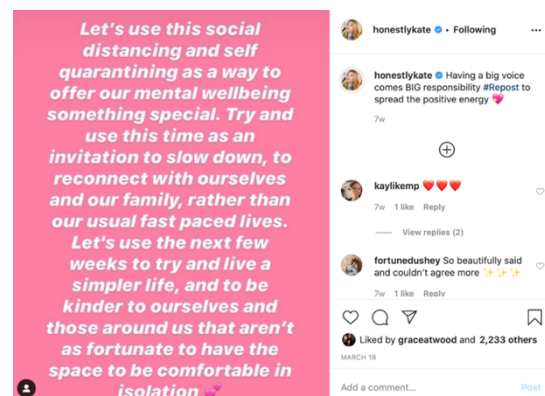 Let's use this social
distancing and self
quarantining as a way to
offer our mental wellbeing
something special. Try and
use this time as an
invitation to slow down, to
reconnect with ourselves
and our family, rather than
our usual fast paced lives.
Let's use the next few
weeks to try and live a
simpler life, and to be
kinder to ourselves and
those around us that aren't
as fortunate to have the
space to be comfortable in
isolation 💕
honestlykate • Following
honestlykate Having a big voice
comes BIG responsibility #Repost to
spread the positive energy 💖
7w
kaylikemp ❤️❤️❤️
7w 1 like Reply
View replies (2)
fortunedushey So beautifully said
and couldn't agree more ✨✨✨
7w 1 like Reply
Liked by graceatwood and 2,233 others
MARCH 18
Add a comment... Post